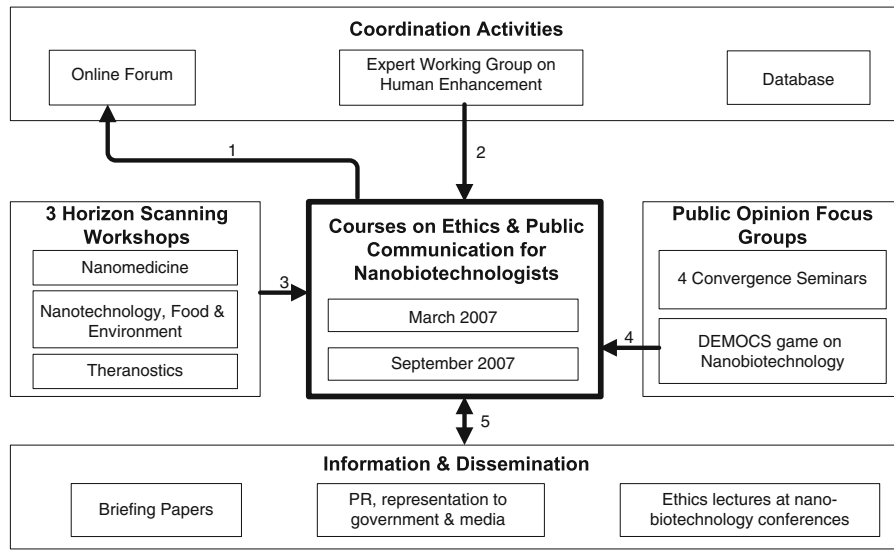 Coordination Activities
Online Forum
Expert Working Group on
Human Enhancement
Database
1
2
3 Horizon Scanning
Workshops
Nanomedicine
Nanotechnology, Food &
Environment
Theranostics
3
Courses on Ethics & Public
Communication for
Nanobiotechnologists
March 2007
September 2007
Public Opinion Focus
Groups
4 Convergence Seminars
DEMOCS game on
Nanobiotechnology
4
5
Information & Dissemination
Briefing Papers
PR, representation to
government & media
Ethics lectures at nano-
biotechnology conferences